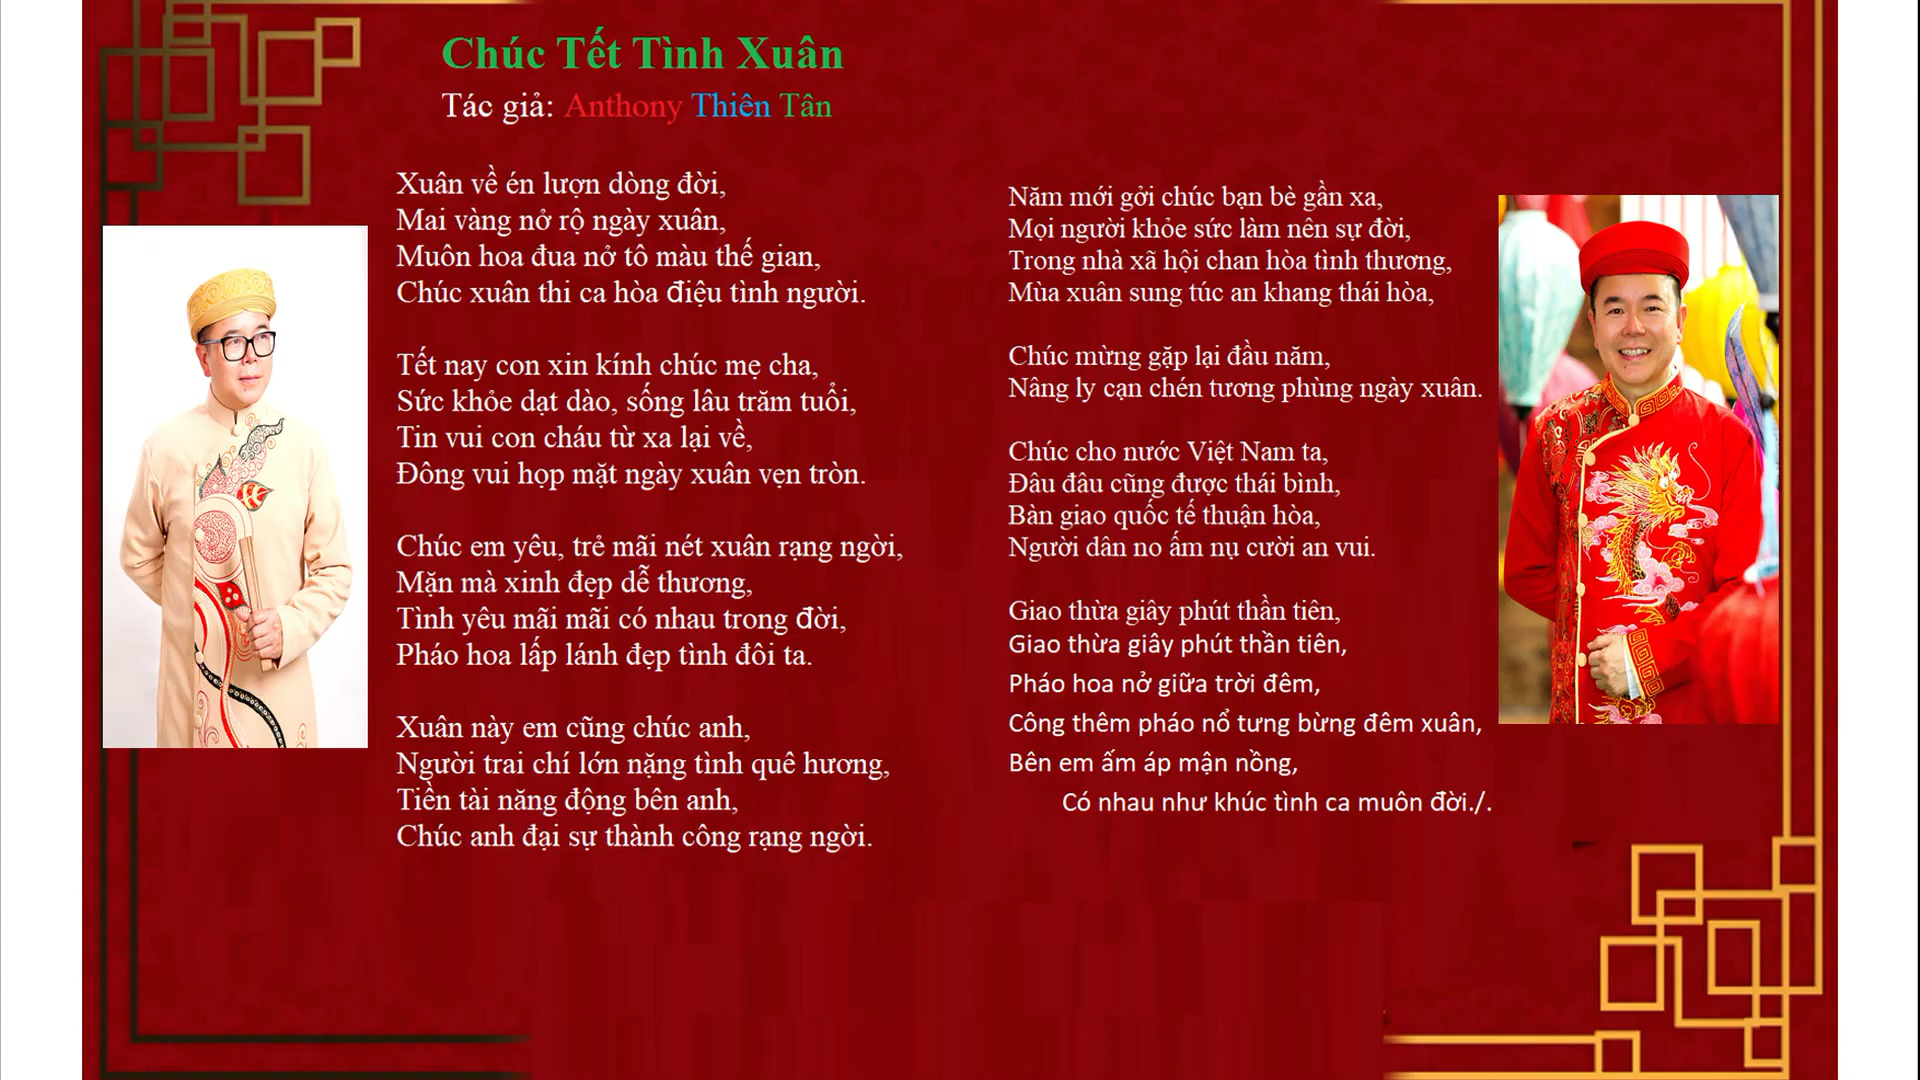 Chúc Tết Tình Xuân
Tác giả: Anthony Thiên Tân
Xuân về én lượn dòng đời,
Mai vàng nở rộ ngày xuân,
Muôn hoa đua nở tô màu thế gian,
Chúc xuân thi ca hòa điệu tình người.
Tết nay con xin kính chúc mẹ cha,
Sức khỏe dạt dào, sống lâu trăm tuổi,
Tin vui con cháu từ xa lại về,
Đông vui họp mặt ngày xuân vẹn tròn.
Chúc em yêu, trẻ mãi nét xuân rạng ngời,
Mặn mà xinh đẹp dễ thương,
Tình yêu mãi mãi có nhau trong đời,
Pháo hoa lấp lánh đẹp tình đôi ta.
Xuân này em cũng chúc anh,
Người trai chí lớn nặng tình quê hương,
Tiền tài năng động bên anh,
Chúc anh đại sự thành công rạng ngời.
Năm mới gởi chúc bạn bè gần xa,
Mọi người khỏe sức làm nên sự đời,
Trong nhà xã hội chan hòa tình thương,
Mùa xuân sung túc an khang thái hòa,
Chúc mừng gặp lại đầu năm,
Nâng ly cạn chén tương phùng ngày xuân.
Chúc cho nước Việt Nam ta,
Đâu đâu cũng được thái bình,
Bàn giao quốc tế thuận hòa,
Người dân no ấm nụ cười an vui.
Giao thừa giây phút thần tiên,
Giao thừa giây phút thần tiên,
Pháo hoa nở giữa trời đêm,
Công thêm pháo nổ tưng bừng đêm xuân,
Bên em ấm áp mận nồng,
Có nhau như khúc tình ca muôn đời./.